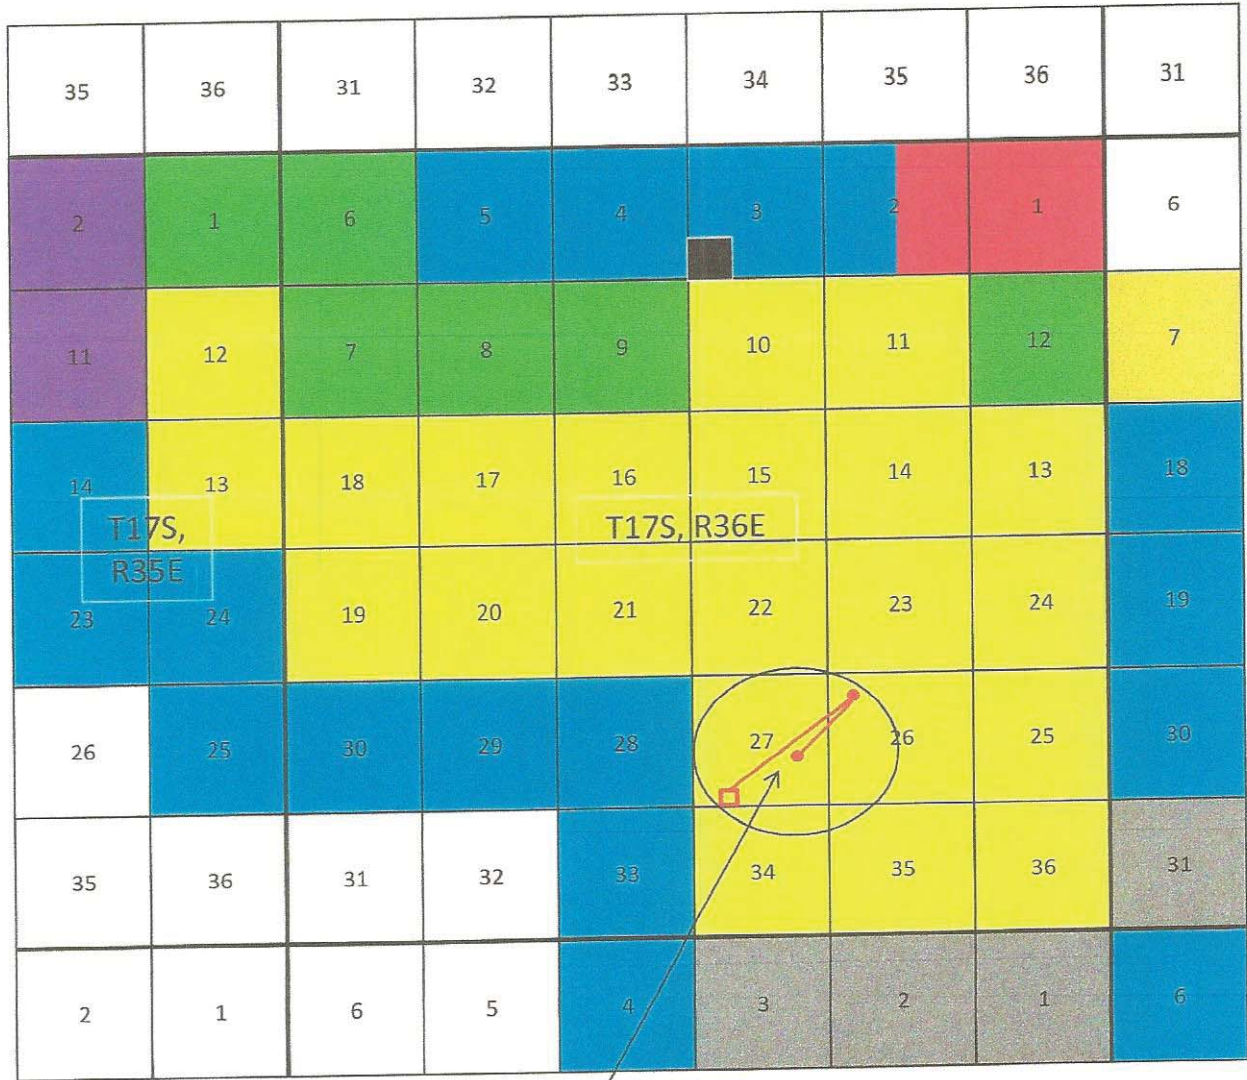 35 36 31 32 33 34 35 36 31
2 1 6 5 4 3 2 1 6
11 12 7 8 9 10 11 12 7
14 13 18 17 16 15 14 13 18
T17S,
R35E
T17S, R36E
23 24 19 20 21 22 23 24 19
26 25 30 29 28 27 26 25 30
35 36 31 32 33 34 35 36 31
2 1 6 5 4 3 2 1 6